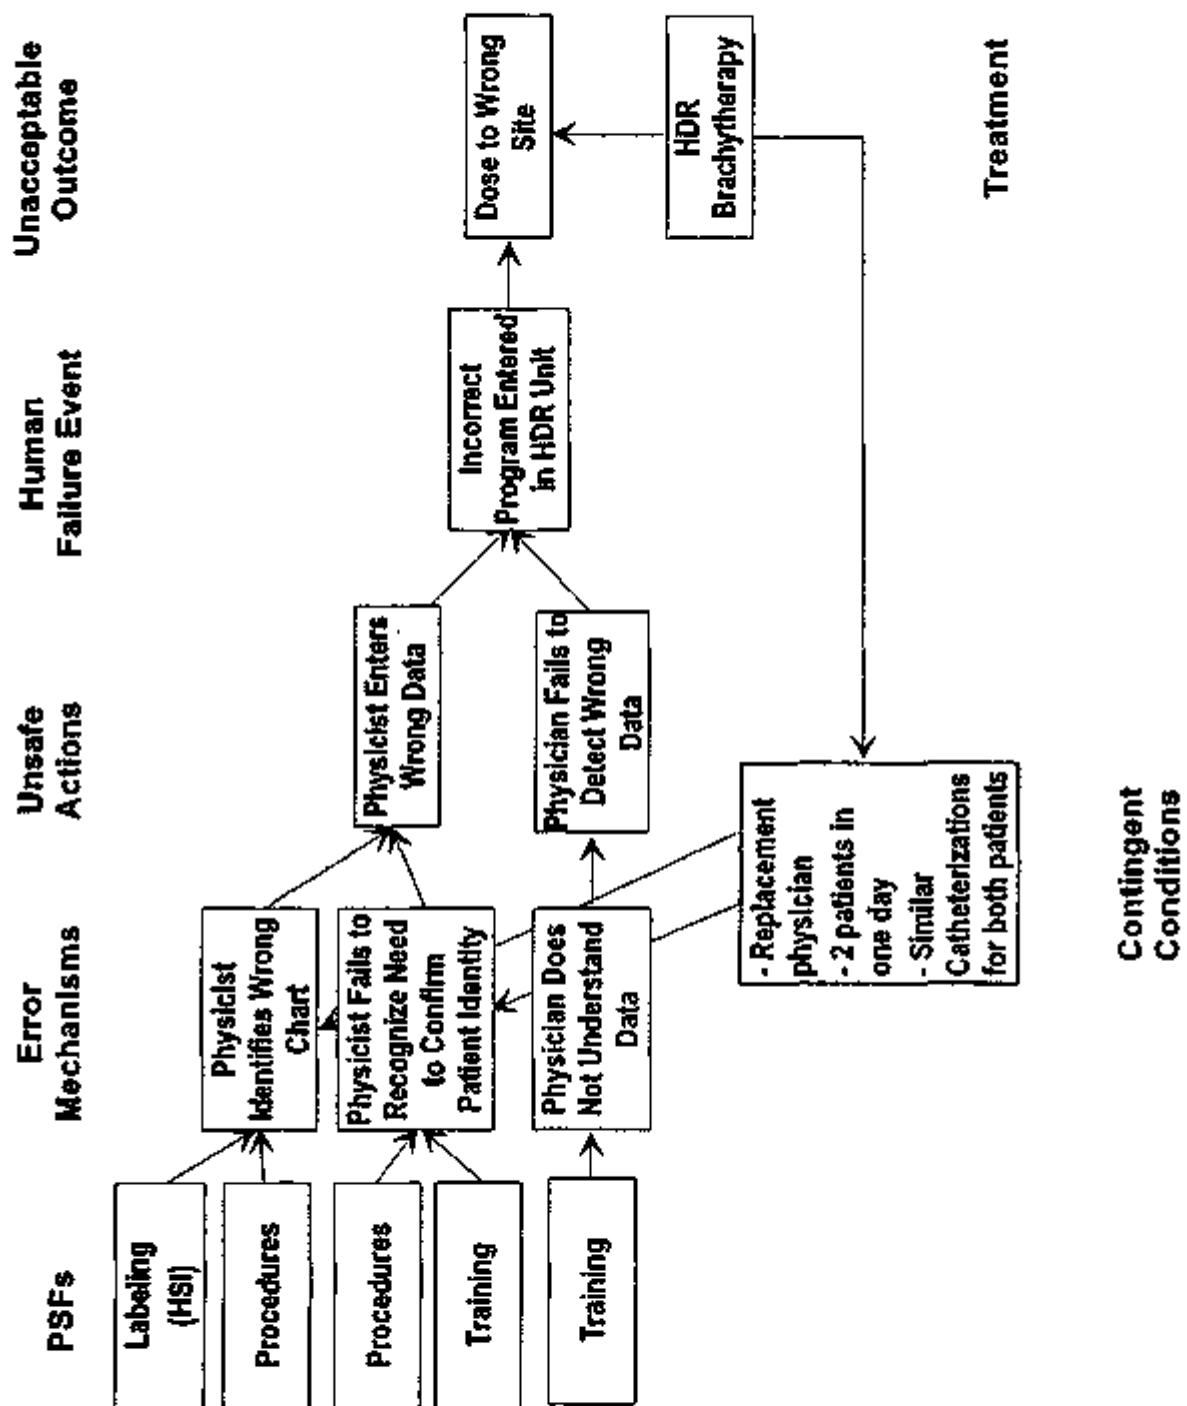 PSFs
Error
Mechanisms
Unsafe
Actions
Human
Failure Event
Unacceptable
Outcome
Labeling
(HSI)
Procedures
Procedures
Training
Training
Physicist
Identifies Wrong
Chart
Physicist Fails to
Recognize Need
to Confirm
Patient Identity
Physician Does
Not Understand
Data
Physicist Enters
Wrong Data
Physician Fails to
Detect Wrong
Data
Incorrect
Program Entered
in HDR Unit
Dose to Wrong
Site
HDR
Brachytherapy
- Replacement
physician
- 2 patients in
one day
- Similar
Catheterizations
for both patients
Contingent
Conditions
Treatment